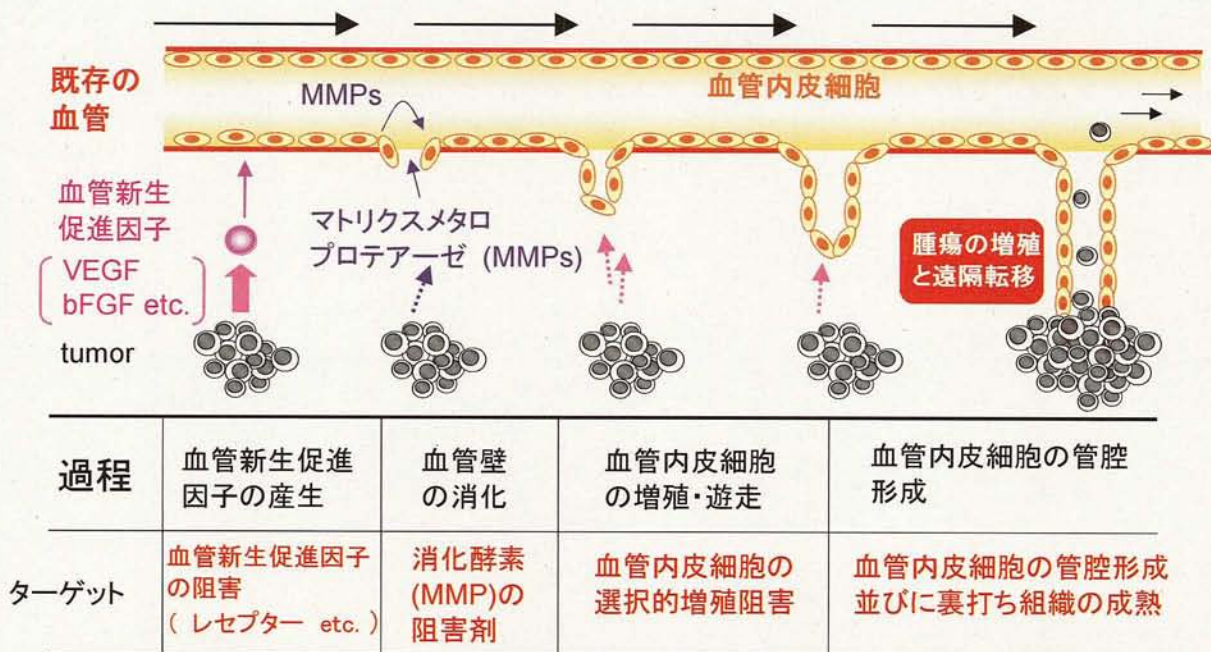 既存の
血管
MMPs
血管内皮細胞
血管新生
促進因子
VEGF
bFGF etc.
tumor
マトリクスメタロ
プロテアーゼ (MMPs)
腫瘍の増殖
と遠隔転移
過程
血管新生促進
因子の産生
血管壁
の消化
血管内皮細胞
の増殖・遊走
血管内皮細胞の管腔
形成
ターゲット
血管新生促進因子
の阻害
( レセプター etc. )
消化酵素
(MMP)の
阻害剤
血管内皮細胞の
選択的増殖阻害
血管内皮細胞の管腔形成
並びに裏打ち組織の成熟